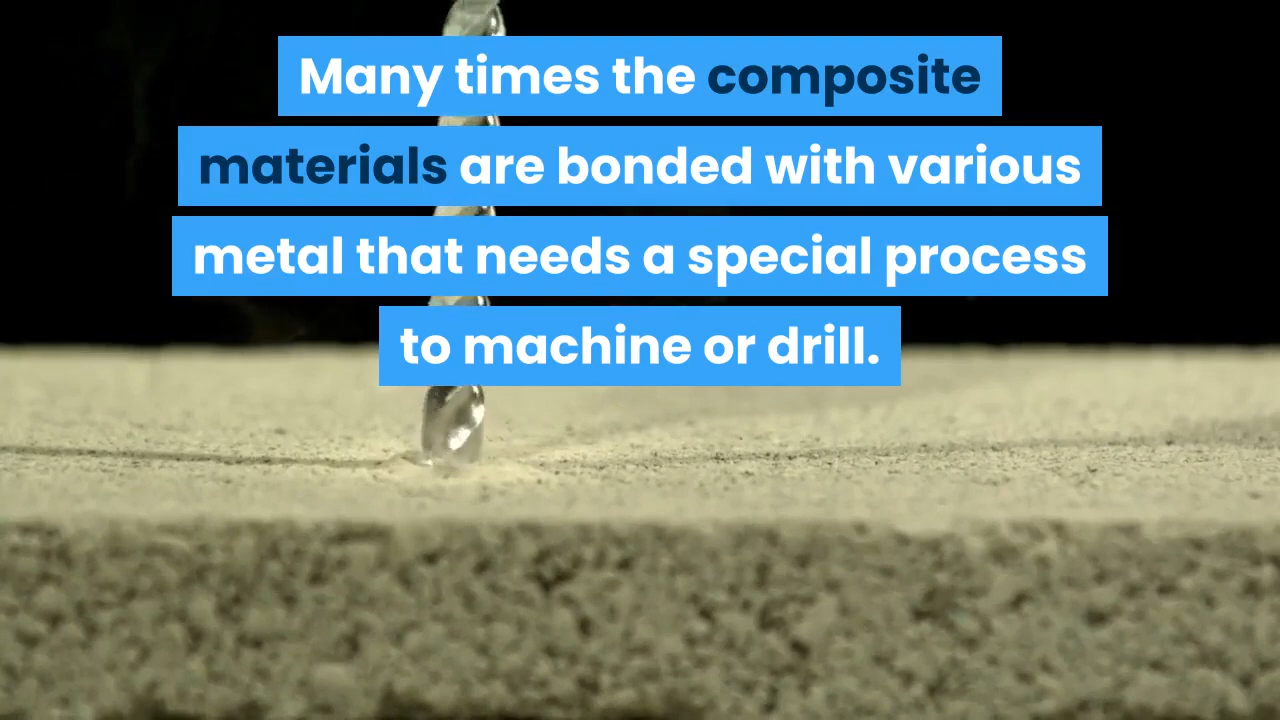 Many times the composite
materials are bonded with various
metal that needs a special process
to machine or drill.